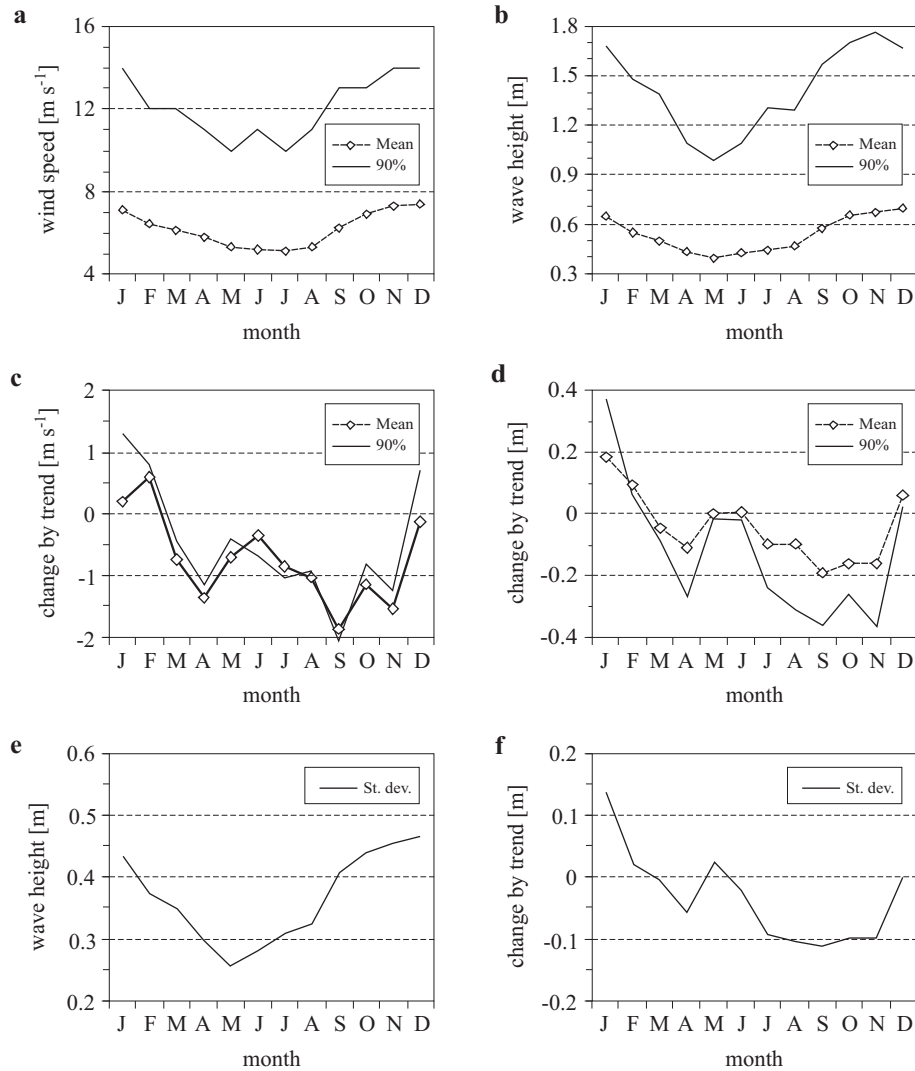 a
wind speed [m s-1]
16
12
8
4
Mean
90%
J F M A M J J A S O N D
month
b
wave height [m]
1.8
1.5
1.2
0.9
0.6
0.3
Mean
90%
J F M A M J J A S O N D
month
c
change by trend [m s-1]
2
1
0
-1
-2
Mean
90%
J F M A M J J A S O N D
month
d
change by trend [m]
0.4
0.2
0
-0.2
-0.4
Mean
90%
J F M A M J J A S O N D
month
e
wave height [m]
0.6
0.5
0.4
0.3
0.2
St. dev.
J F M A M J J A S O N D
month
f
change by trend [m]
0.2
0.1
0
-0.1
-0.2
St. dev.
J F M A M J J A S O N D
month